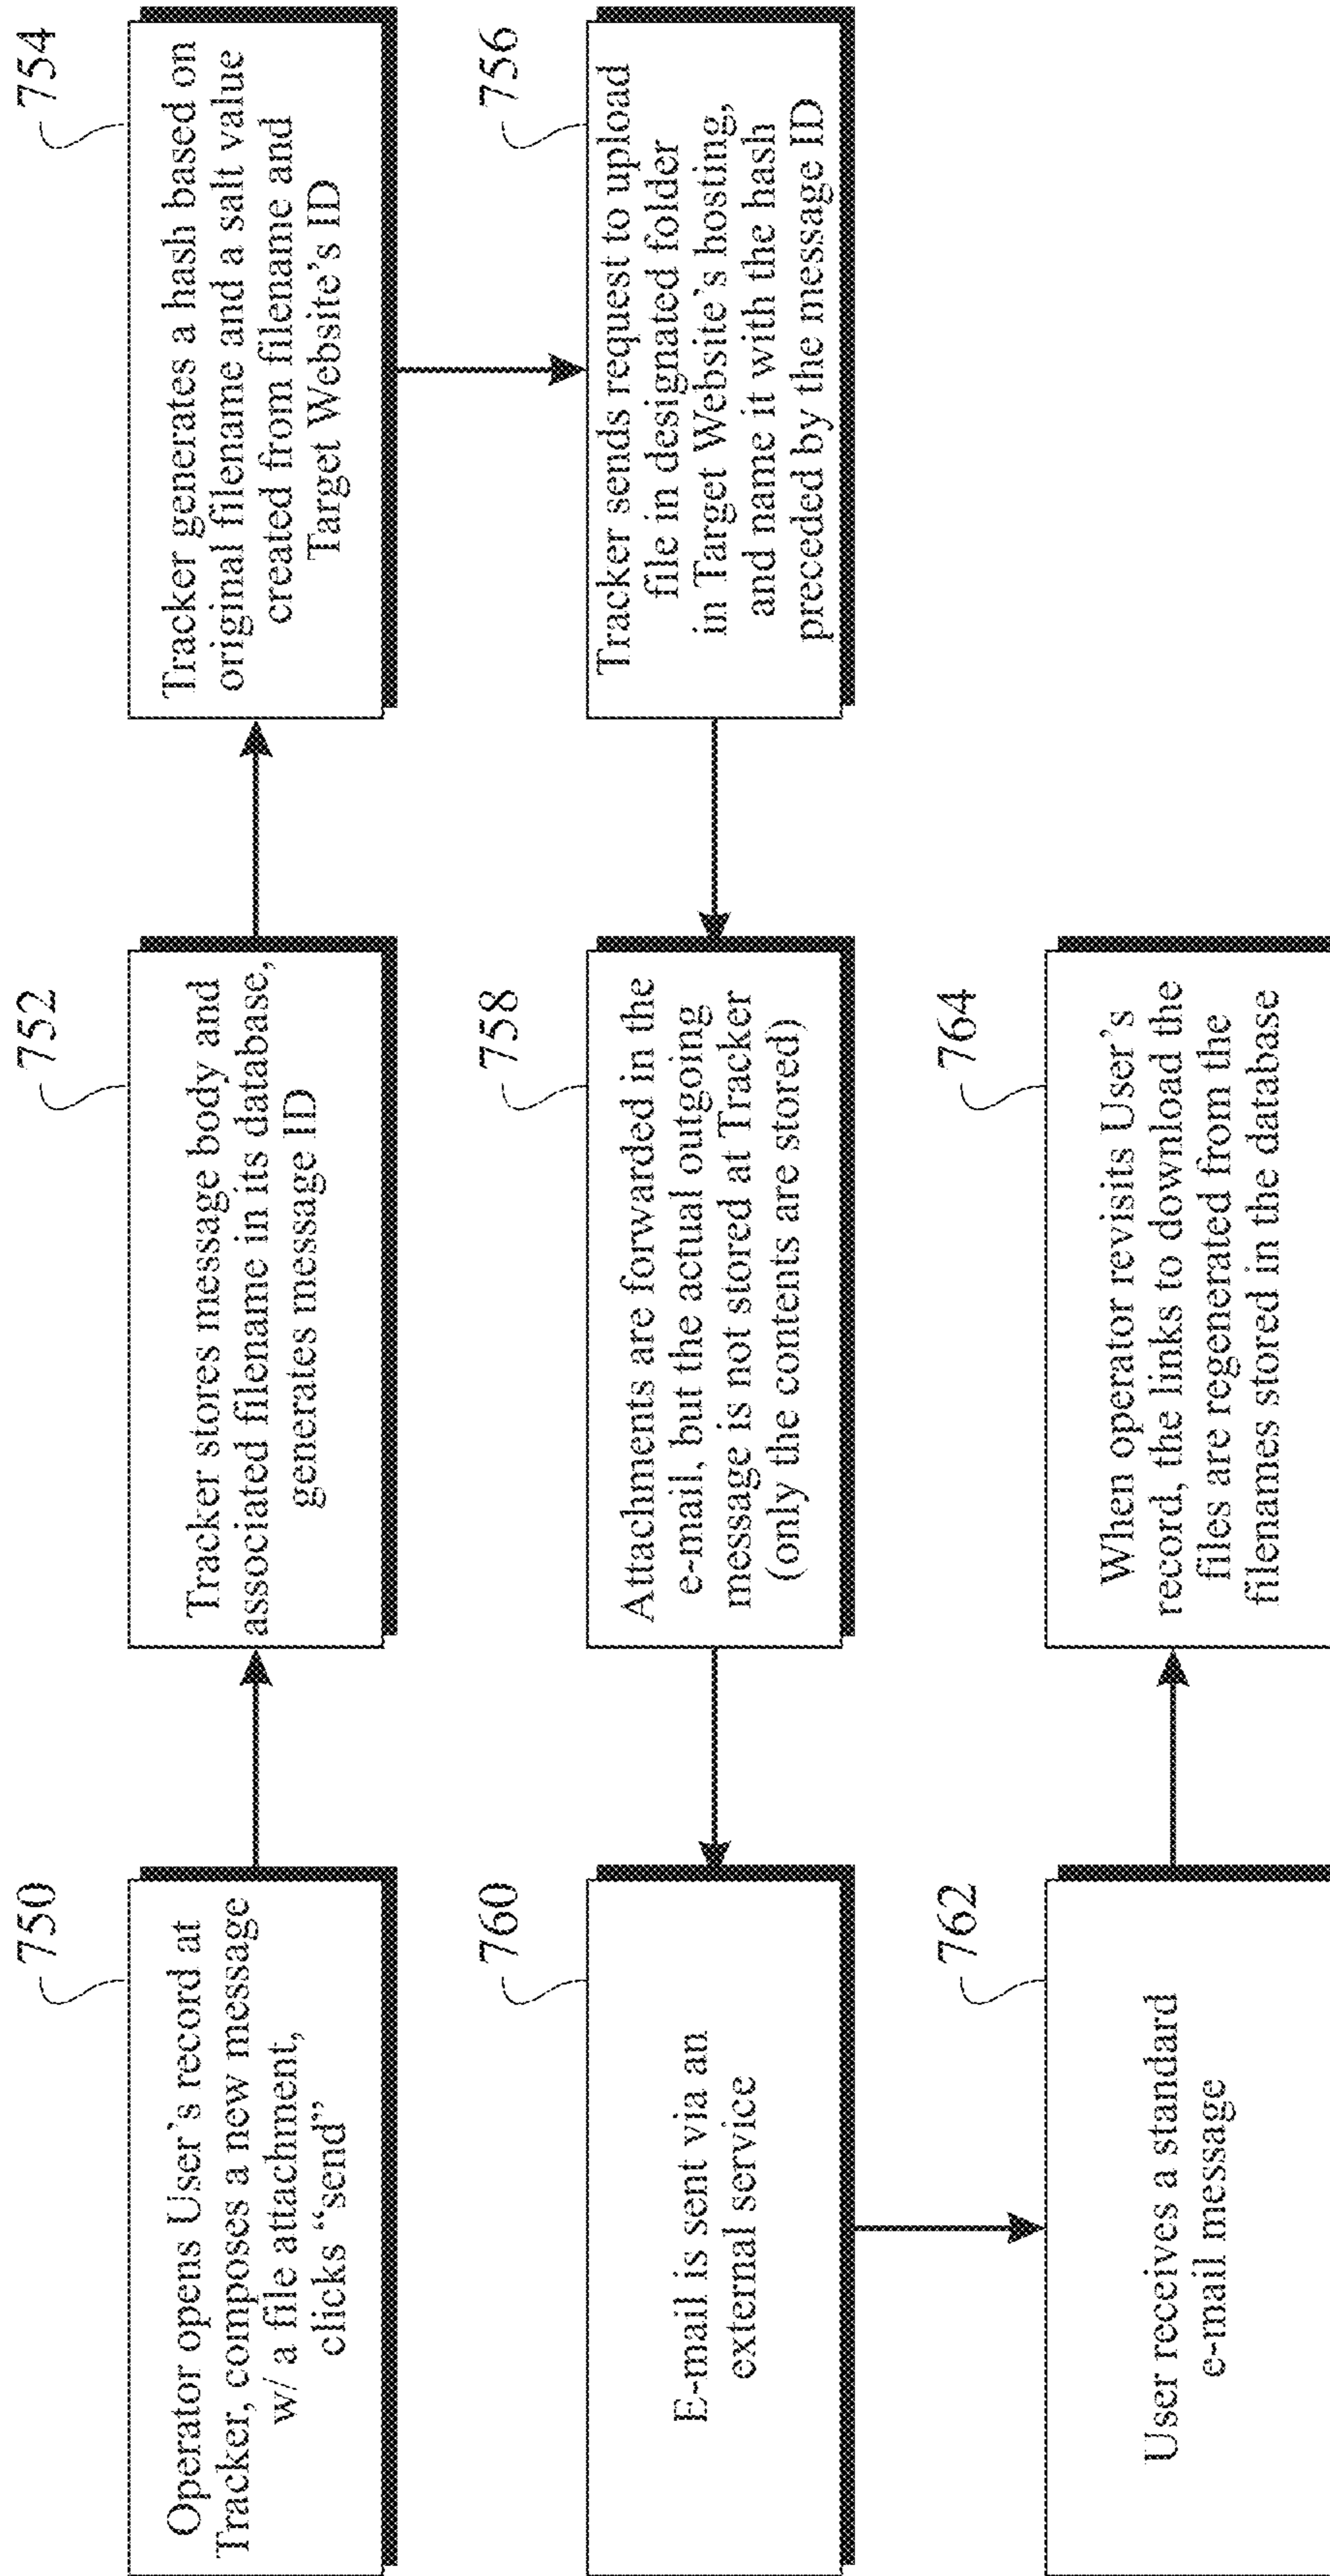 750
Operator opens User's record at
Tracker, composes a new message
w/ a file attachment,
clicks “send”
752
Tracker stores message body and
associated filename in its database,
generates message ID
754
Tracker generates a hash based on
original filename and a salt value
created from filename and
Target Website's ID
756
Tracker sends request to upload
file in designated folder
in Target Website's hosting,
and name it with the hash
preceded by the message ID
758
Attachments are forwarded in the
e-mail, but the actual outgoing
message is not stored at Tracker
(only the contents are stored)
760
E-mail is sent via an
external service
762
User receives a standard
e-mail message
764
When operator revisits User's
record, the links to download the
files are regenerated from the
filenames stored in the database